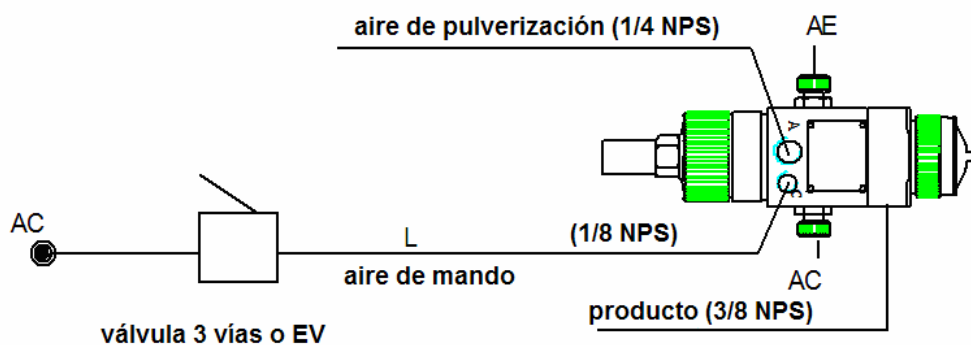 aire de pulverización (1/4 NPS)
AE
A
C
AC
L
(1/8 NPS)
aire de mando
AC
producto (3/8 NPS)
válvula 3 vías o EV